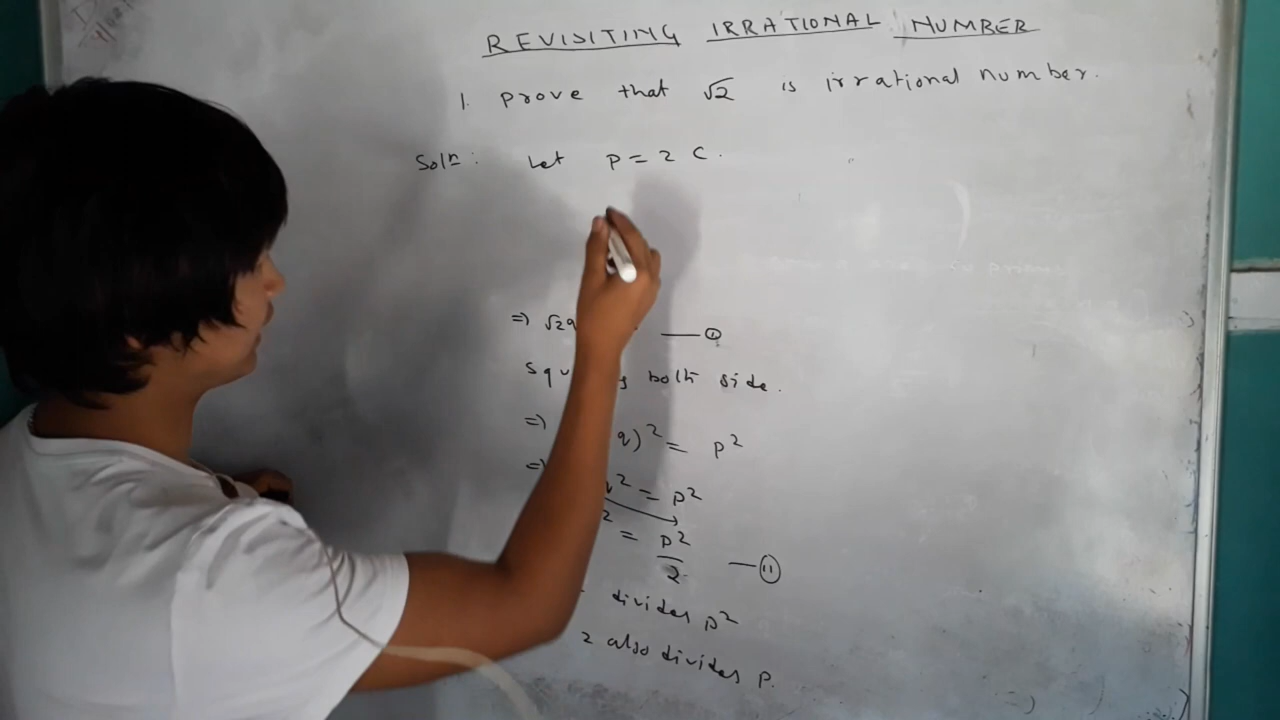 REVISITING IRRATIONAL NUMBER
1. prove that √2 is irrational number.
Solⁿ: Let p = 2 c.
=> √2q — ①
squ s both side.
=> q)² = p²
=> ² = p²
² = p²/2 — ⑪
divides p²
2 also divides p.